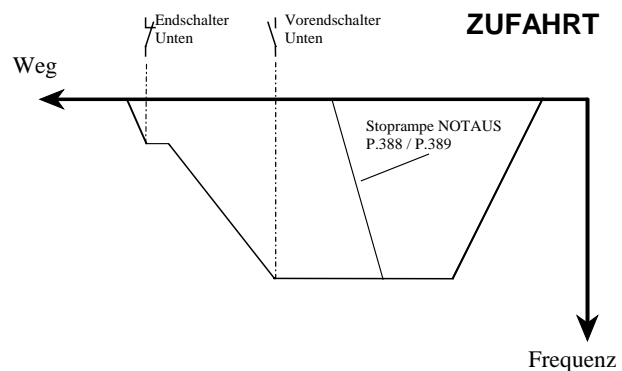 Endschalter
Unten
Vorendschalter
Unten
ZUFAHRT
Weg
Stoprampe NOTAUS
P.388 / P.389
Frequenz